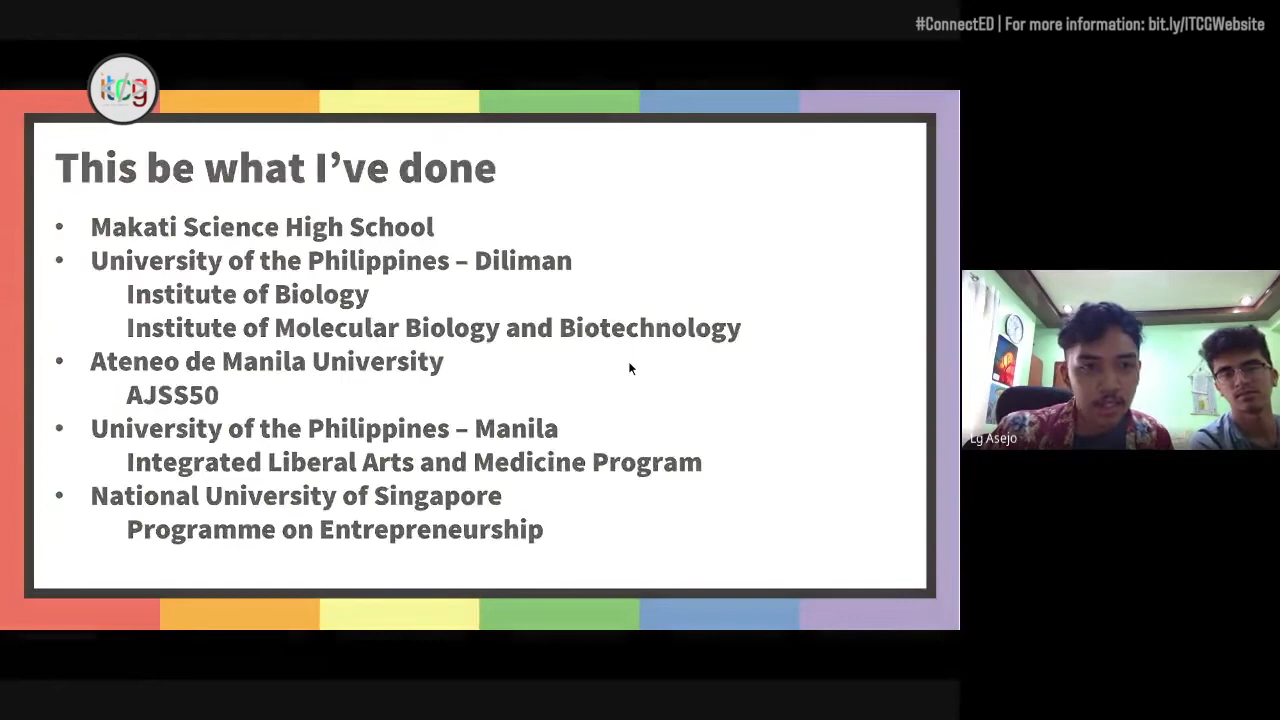 #ConnectED | For more information: bit.ly/ITCGWebsite
itcg
This be what I’ve done
• Makati Science High School
• University of the Philippines – Diliman
Institute of Biology
Institute of Molecular Biology and Biotechnology
• Ateneo de Manila University
AJSS50
• University of the Philippines – Manila
Integrated Liberal Arts and Medicine Program
• National University of Singapore
Programme on Entrepreneurship
Lg Asejo